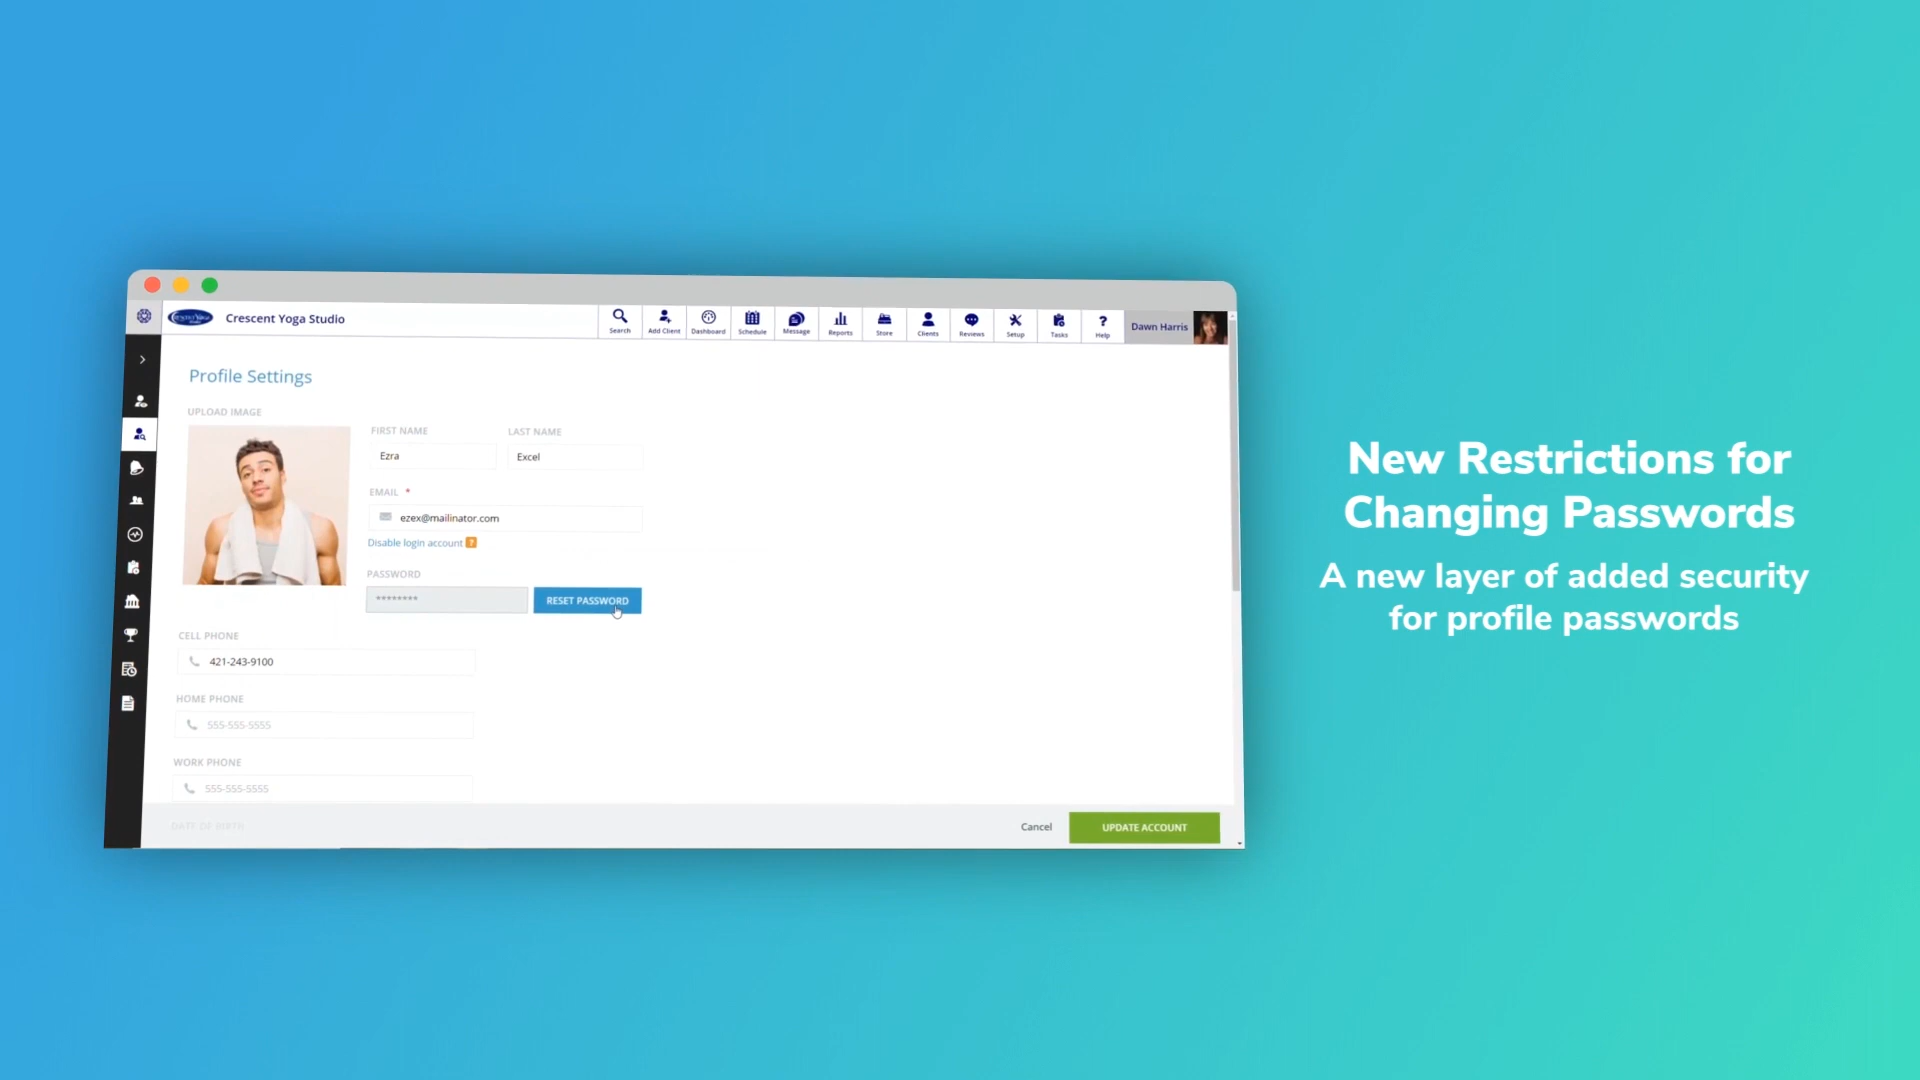 Crescent Yoga Studio
Search
Add Client
Dashboard
Schedule
Message
Reports
Store
Clients
Reviews
Setup
Tasks
Help
Dawn Harris
Profile Settings
UPLOAD IMAGE
FIRST NAME
LAST NAME
Ezra
Excel
EMAIL *
ezex@mailinator.com
Disable login account ?
PASSWORD
********
RESET PASSWORD
CELL PHONE
421-243-9100
HOME PHONE
555-555-5555
WORK PHONE
555-555-5555
DATE OF BIRTH
Cancel
UPDATE ACCOUNT
New Restrictions for
Changing Passwords
A new layer of added security
for profile passwords